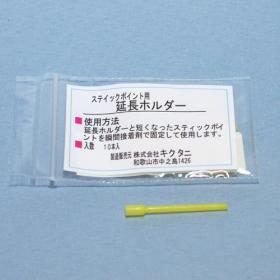 スティックポイント用
延長ホルダー
■使用方法
延長ホルダーと短くなったスティックポイ
ントを瞬間接着剤で固定して使用します。
■入数 10本入
製造販売元 株式会社キクタニ
和歌山市中之島1426